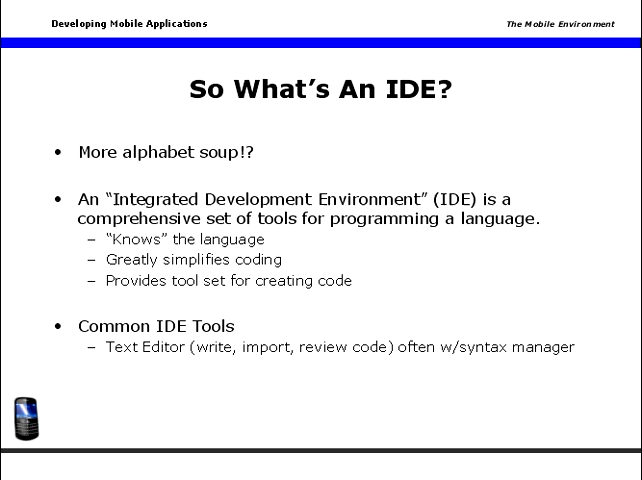 Developing Mobile Applications
The Mobile Environment
So What’s An IDE?
• More alphabet soup!?
• An “Integrated Development Environment” (IDE) is a
comprehensive set of tools for programming a language.
– “Knows” the language
– Greatly simplifies coding
– Provides tool set for creating code
• Common IDE Tools
– Text Editor (write, import, review code) often w/syntax manager